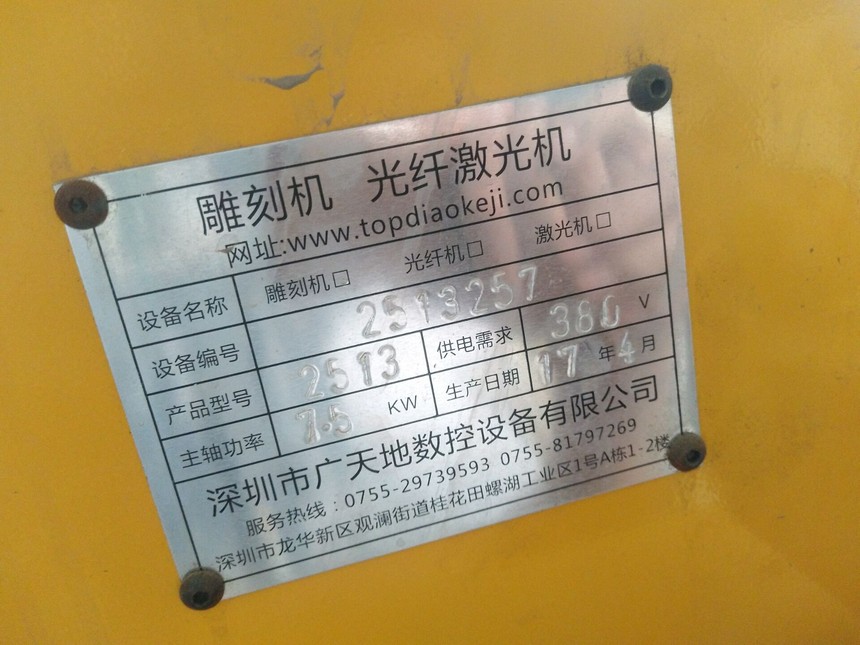 雕刻机 光纤激光机
网址:www.topdiaokeji.com
设备名称 雕刻机□ 光纤机□ 激光机□
设备编号 2513257
产品型号 2513 供电需求 380 V
主轴功率 7.5 KW 生产日期 17 年 4 月
深圳市广天地数控设备有限公司
服务热线：0755-29739593 0755-81797269
深圳市龙华新区观澜街道桂花田螺湖工业区1号A栋1-2楼